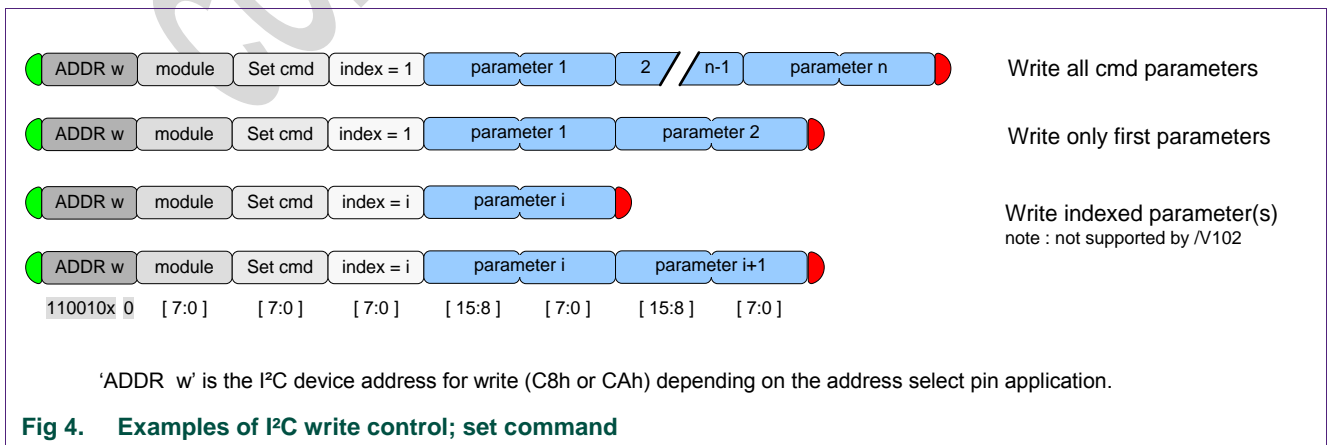 ADDR w module Set cmd index = 1 parameter 1 2 n-1 parameter n Write all cmd parameters
ADDR w module Set cmd index = 1 parameter 1 parameter 2 Write only first parameters
ADDR w module Set cmd index = i parameter i
Write indexed parameter(s)
note : not supported by /V102
ADDR w module Set cmd index = i parameter i parameter i+1
110010x 0 [ 7:0 ] [ 7:0 ] [ 7:0 ] [ 15:8 ] [ 7:0 ] [ 15:8 ] [ 7:0 ]
‘ADDR w’ is the I²C device address for write (C8h or CAh) depending on the address select pin application.
Fig 4. Examples of I²C write control; set command